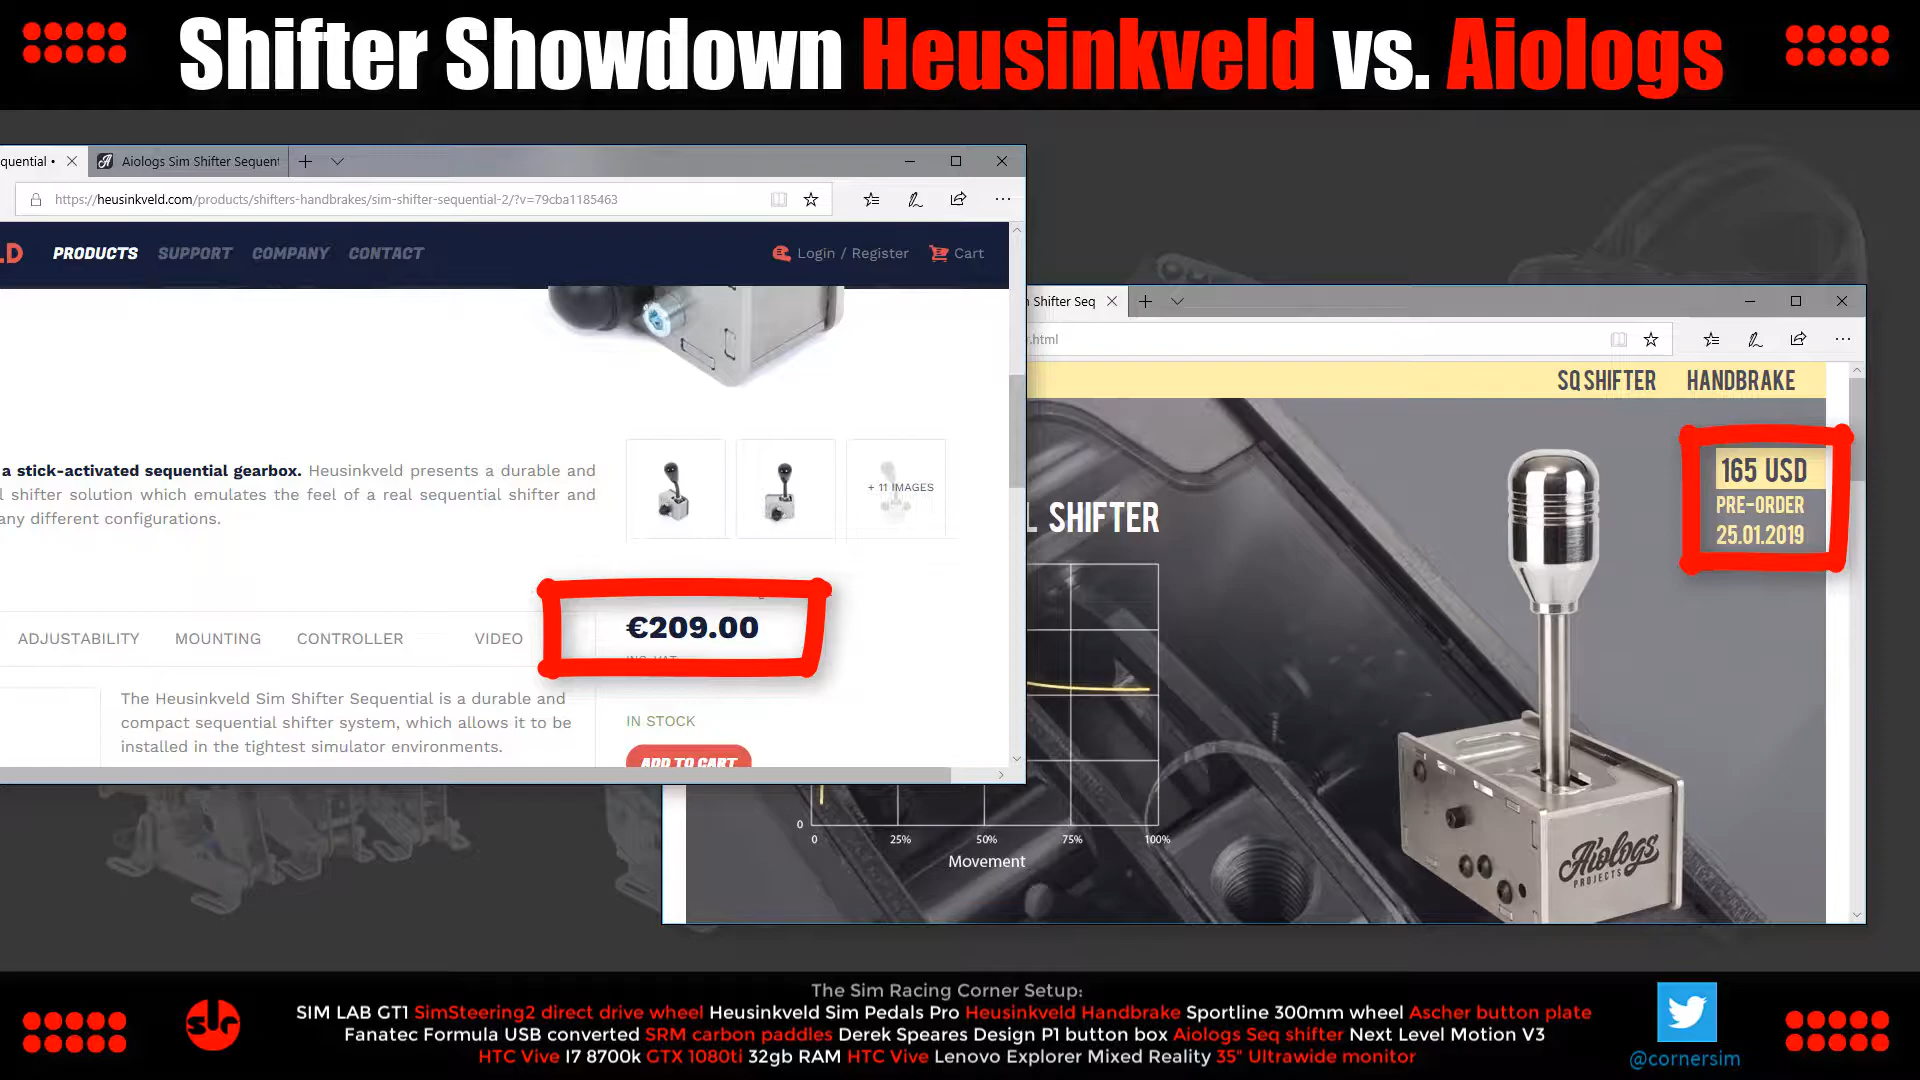 Shifter Showdown Heusinkveld vs. Aiologs
quential •
Aiologs Sim Shifter Sequent
https://heusinkveld.com/products/shifters-handbrakes/sim-shifter-sequential-2/?v=79cba1185463
LD
PRODUCTS
SUPPORT
COMPANY
CONTACT
Login / Register
Cart
a stick-activated sequential gearbox. Heusinkveld presents a durable and
l shifter solution which emulates the feel of a real sequential shifter and
any different configurations.
+ 11 IMAGES
€209.00
ADJUSTABILITY
MOUNTING
CONTROLLER
VIDEO
The Heusinkveld Sim Shifter Sequential is a durable and
compact sequential shifter system, which allows it to be
installed in the tightest simulator environments.
IN STOCK
ADD TO CART
Shifter Seq
.html
SQ SHIFTER
HANDBRAKE
165 USD
PRE-ORDER
25.01.2019
L SHIFTER
0
0
25%
50%
75%
100%
Movement
Aiologs
PROJECTS
The Sim Racing Corner Setup:
SIM LAB GT1 SimSteering2 direct drive wheel Heusinkveld Sim Pedals Pro Heusinkveld Handbrake Sportline 300mm wheel Ascher button plate
Fanatec Formula USB converted SRM carbon paddles Derek Speares Design P1 button box Aiologs Seq shifter Next Level Motion V3
HTC Vive I7 8700k GTX 1080ti 32gb RAM HTC Vive Lenovo Explorer Mixed Reality 35" Ultrawide monitor
@cornersim